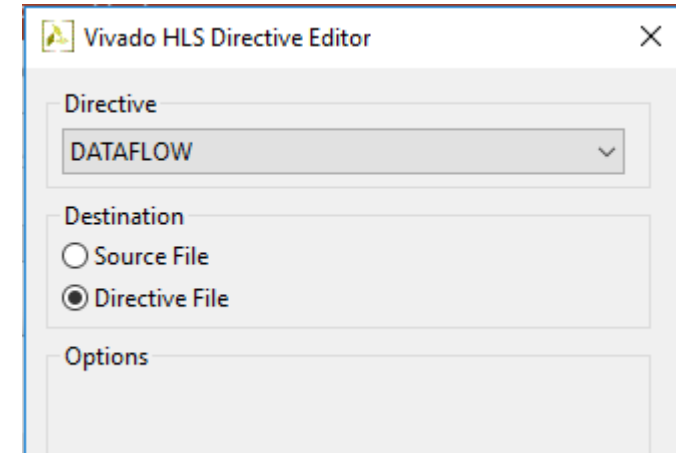 Vivado HLS Directive Editor
Directive
DATAFLOW
Destination
Source File
Directive File
Options